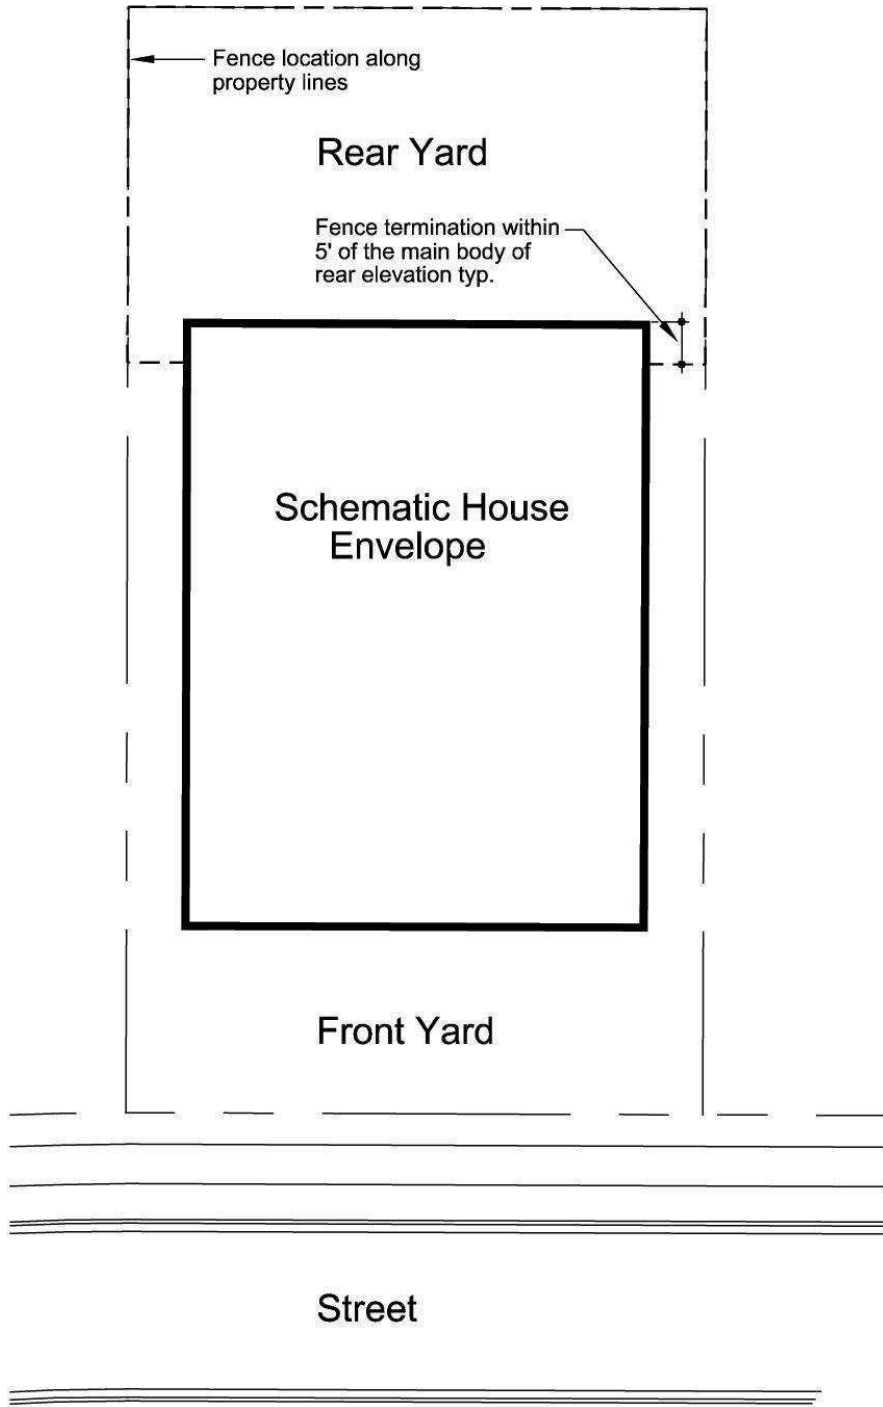 Fence location along
property lines
Rear Yard
Fence termination within
5' of the main body of
rear elevation typ.
Schematic House
Envelope
Front Yard
Street